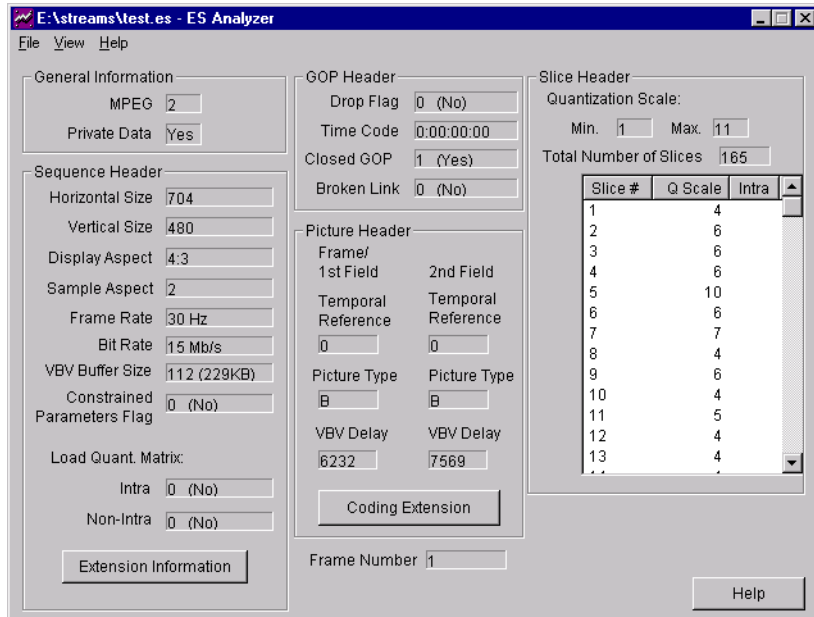 E:\streams\test.es - ES Analyzer
File View Help
General Information
MPEG 2
Private Data Yes
Sequence Header
Horizontal Size 704
Vertical Size 480
Display Aspect 4:3
Sample Aspect 2
Frame Rate 30 Hz
Bit Rate 15 Mb/s
VBV Buffer Size 112 (229KB)
Constrained
Parameters Flag 0 (No)
Load Quant. Matrix:
Intra 0 (No)
Non-Intra 0 (No)
Extension Information
GOP Header
Drop Flag 0 (No)
Time Code 0:00:00:00
Closed GOP 1 (Yes)
Broken Link 0 (No)
Picture Header
Frame/
1st Field 2nd Field
Temporal Temporal
Reference Reference
0 0
Picture Type Picture Type
B B
VBV Delay VBV Delay
6232 7569
Coding Extension
Frame Number 1
Slice Header
Quantization Scale:
Min. 1 Max. 11
Total Number of Slices 165
Slice # Q Scale Intra
1 4
2 6
3 6
4 6
5 10
6 6
7 7
8 4
9 6
10 4
11 5
12 4
13 4
Help